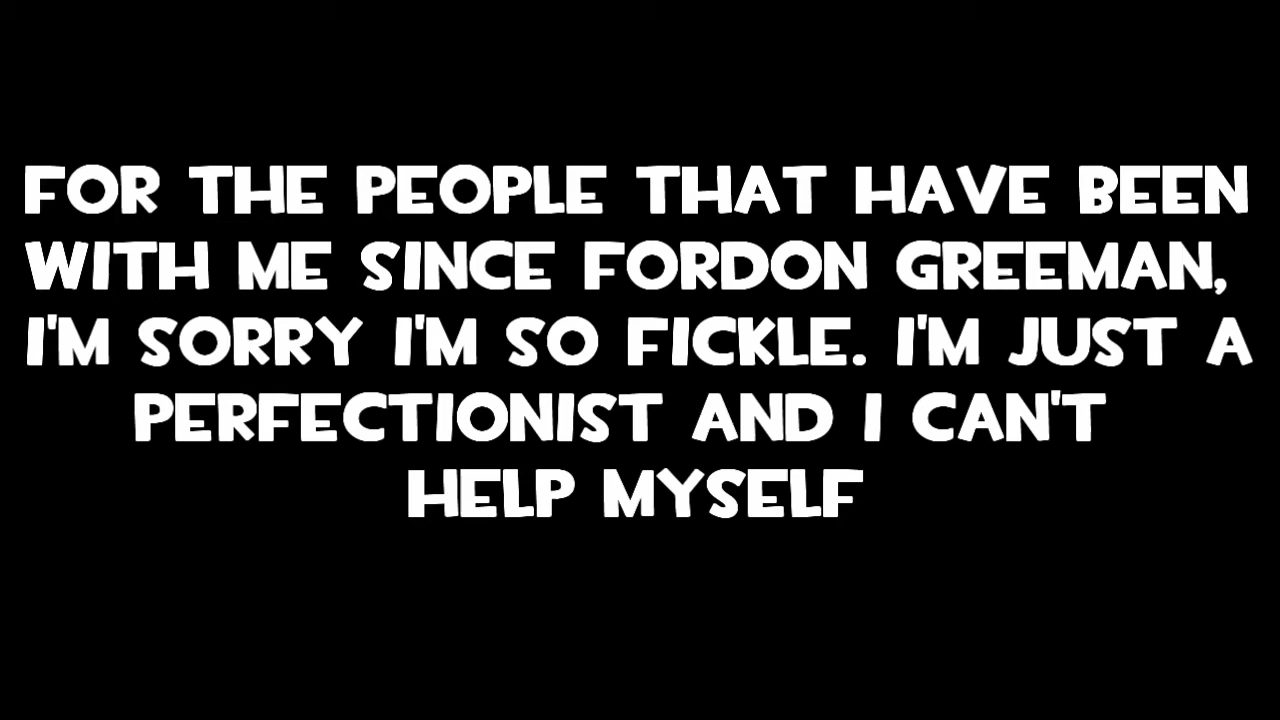 FOR THE PEOPLE THAT HAVE BEEN
WITH ME SINCE FORDON GREEMAN,
I'M SORRY I'M SO FICKLE. I'M JUST A
PERFECTIONIST AND I CAN'T
HELP MYSELF